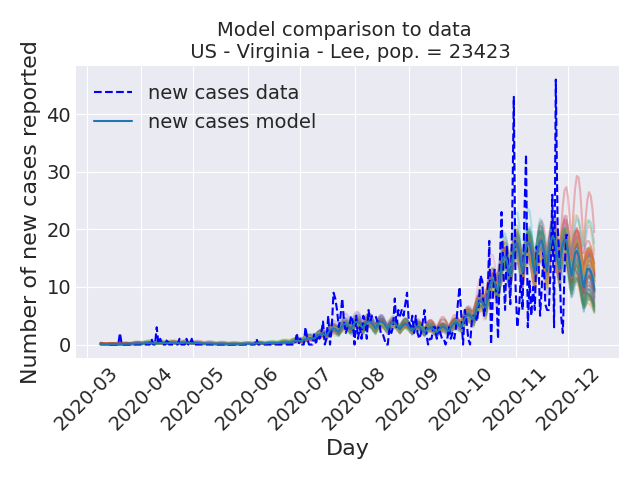 Model comparison to data
US - Virginia - Lee, pop. = 23423
new cases data
new cases model
Number of new cases reported
40
30
20
10
0
2020-03
2020-04
2020-05
2020-06
2020-07
2020-08
2020-09
2020-10
2020-11
2020-12
Day